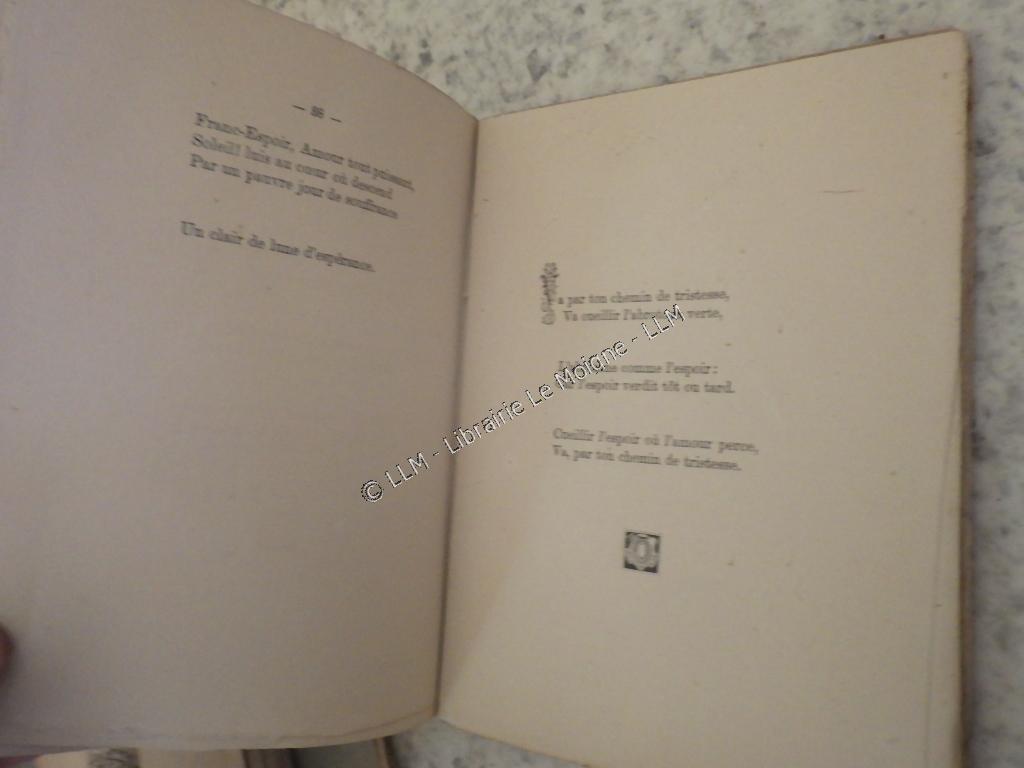 — 86 —
Franc-Espoir, Amour tout puissant,
Soleil! luis au cœur où descend
Par un pauvre jour de souffrance
Un clair de lune d'espérance.
Va par ton chemin de tristesse,
Va cueillir l'ab verte,
comme l'espoir:
l'espoir verdit tôt ou tard.
Cueillir l'espoir où l'amour perce,
Va, par ton chemin de tristesse.
© LLM - Librairie Le Moigne - LLM